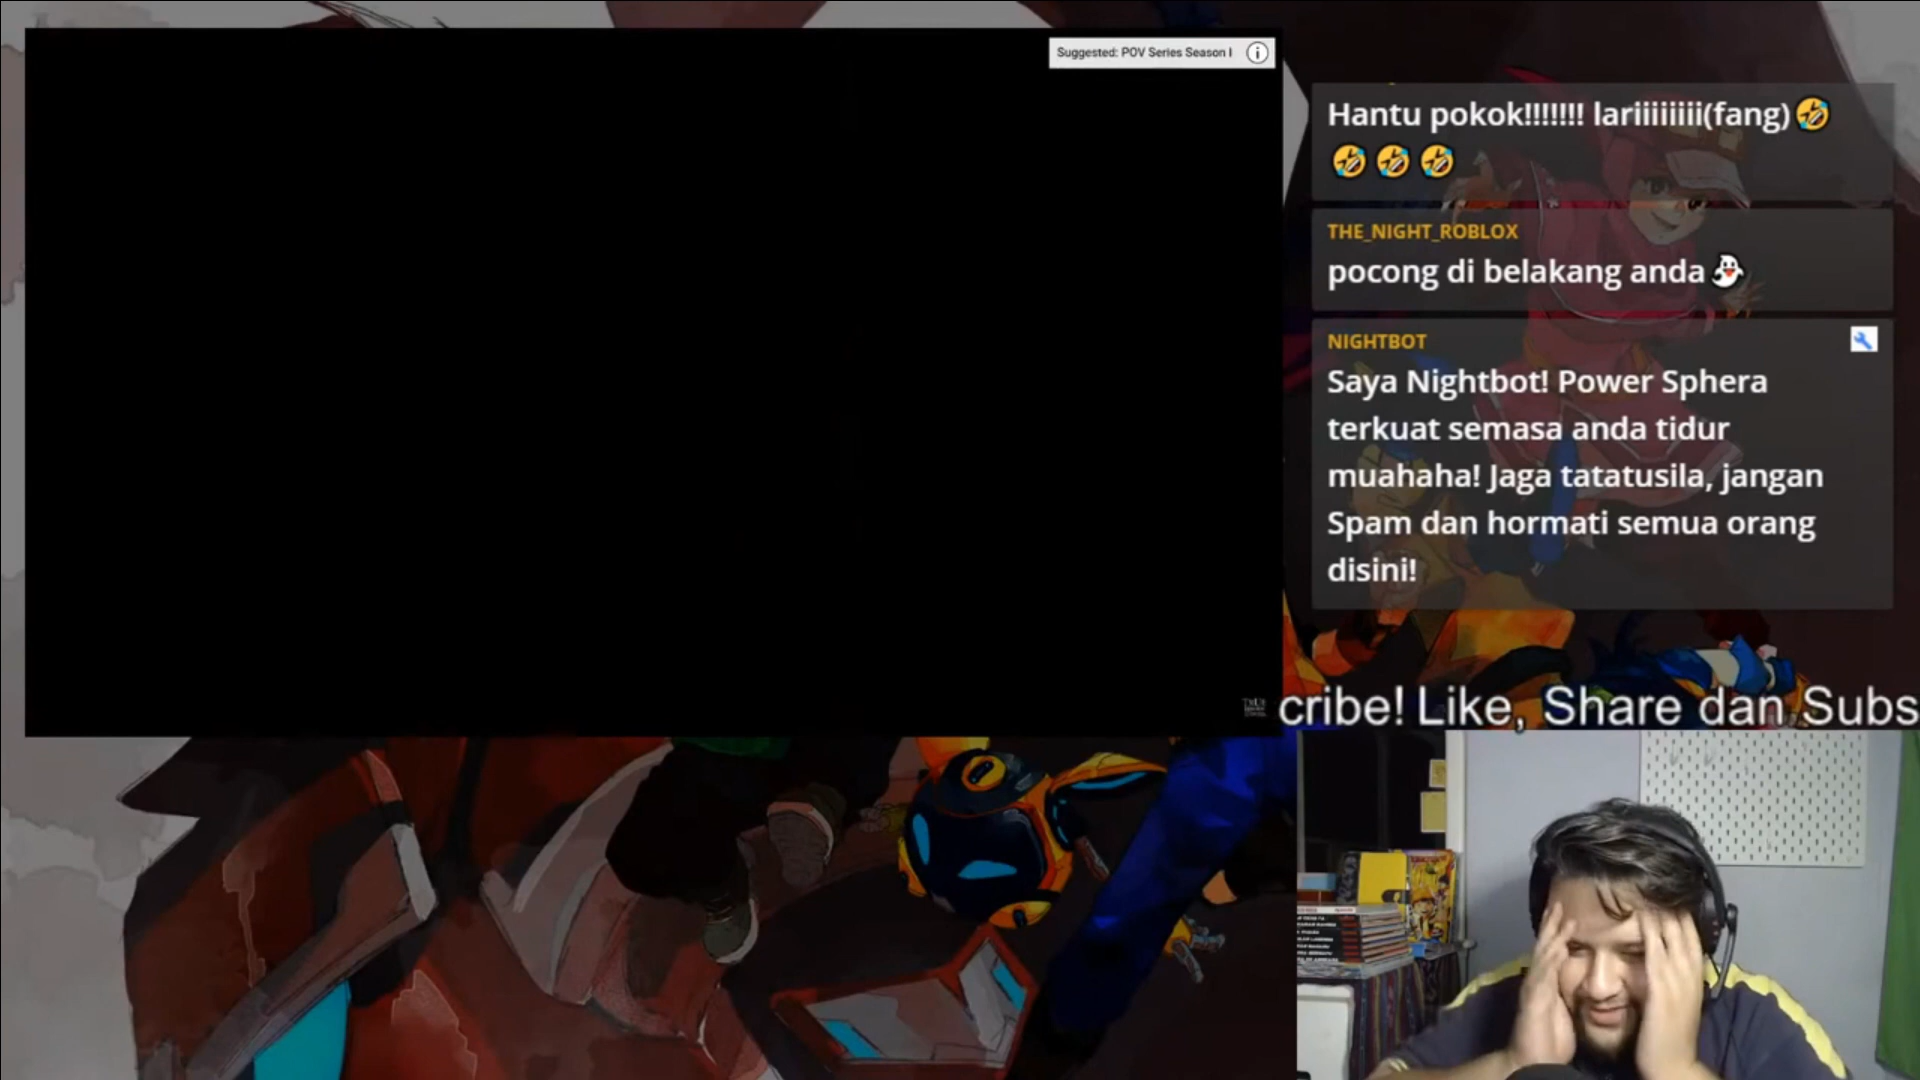 Suggested: POV Series Season I
Hantu pokok!!!!!!! lariiiiiiiii(fang)🤣
🤣🤣🤣
THE_NIGHT_ROBLOX
pocong di belakang anda👻
NIGHTBOT
Saya Nightbot! Power Sphera
terkuat semasa anda tidur
muahaha! Jaga tatatusila, jangan
Spam dan hormati semua orang
disini!
cribe! Like, Share dan Subs